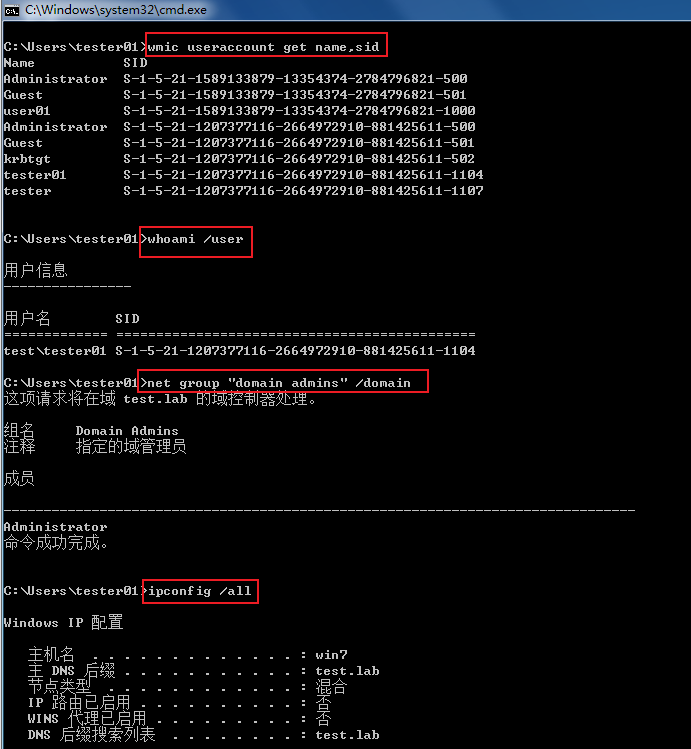 C:\Windows\system32\cmd.exe
C:\Users\tester01>wmic useraccount get name,sid
Name           SID
Administrator  S-1-5-21-1589133879-13354374-2784796821-500
Guest          S-1-5-21-1589133879-13354374-2784796821-501
user01         S-1-5-21-1589133879-13354374-2784796821-1000
Administrator  S-1-5-21-1207377116-2664972910-881425611-500
Guest          S-1-5-21-1207377116-2664972910-881425611-501
krbtgt         S-1-5-21-1207377116-2664972910-881425611-502
tester01       S-1-5-21-1207377116-2664972910-881425611-1104
tester         S-1-5-21-1207377116-2664972910-881425611-1107
C:\Users\tester01>whoami /user
用户信息
----------------
用户名        SID
============= =============================================
test\tester01 S-1-5-21-1207377116-2664972910-881425611-1104
C:\Users\tester01>net group "domain admins" /domain
这项请求将在域 test.lab 的域控制器处理。
组名     Domain Admins
注释     指定的域管理员
成员
-------------------------------------------------------------------------------
Administrator
命令成功完成。
C:\Users\tester01>ipconfig /all
Windows IP 配置
主机名  . . . . . . . . . . . . . : win7
主 DNS 后缀 . . . . . . . . . . . : test.lab
节点类型  . . . . . . . . . . . . : 混合
IP 路由已启用 . . . . . . . . . . : 否
WINS 代理已启用 . . . . . . . . . : 否
DNS 后缀搜索列表  . . . . . . . . : test.lab